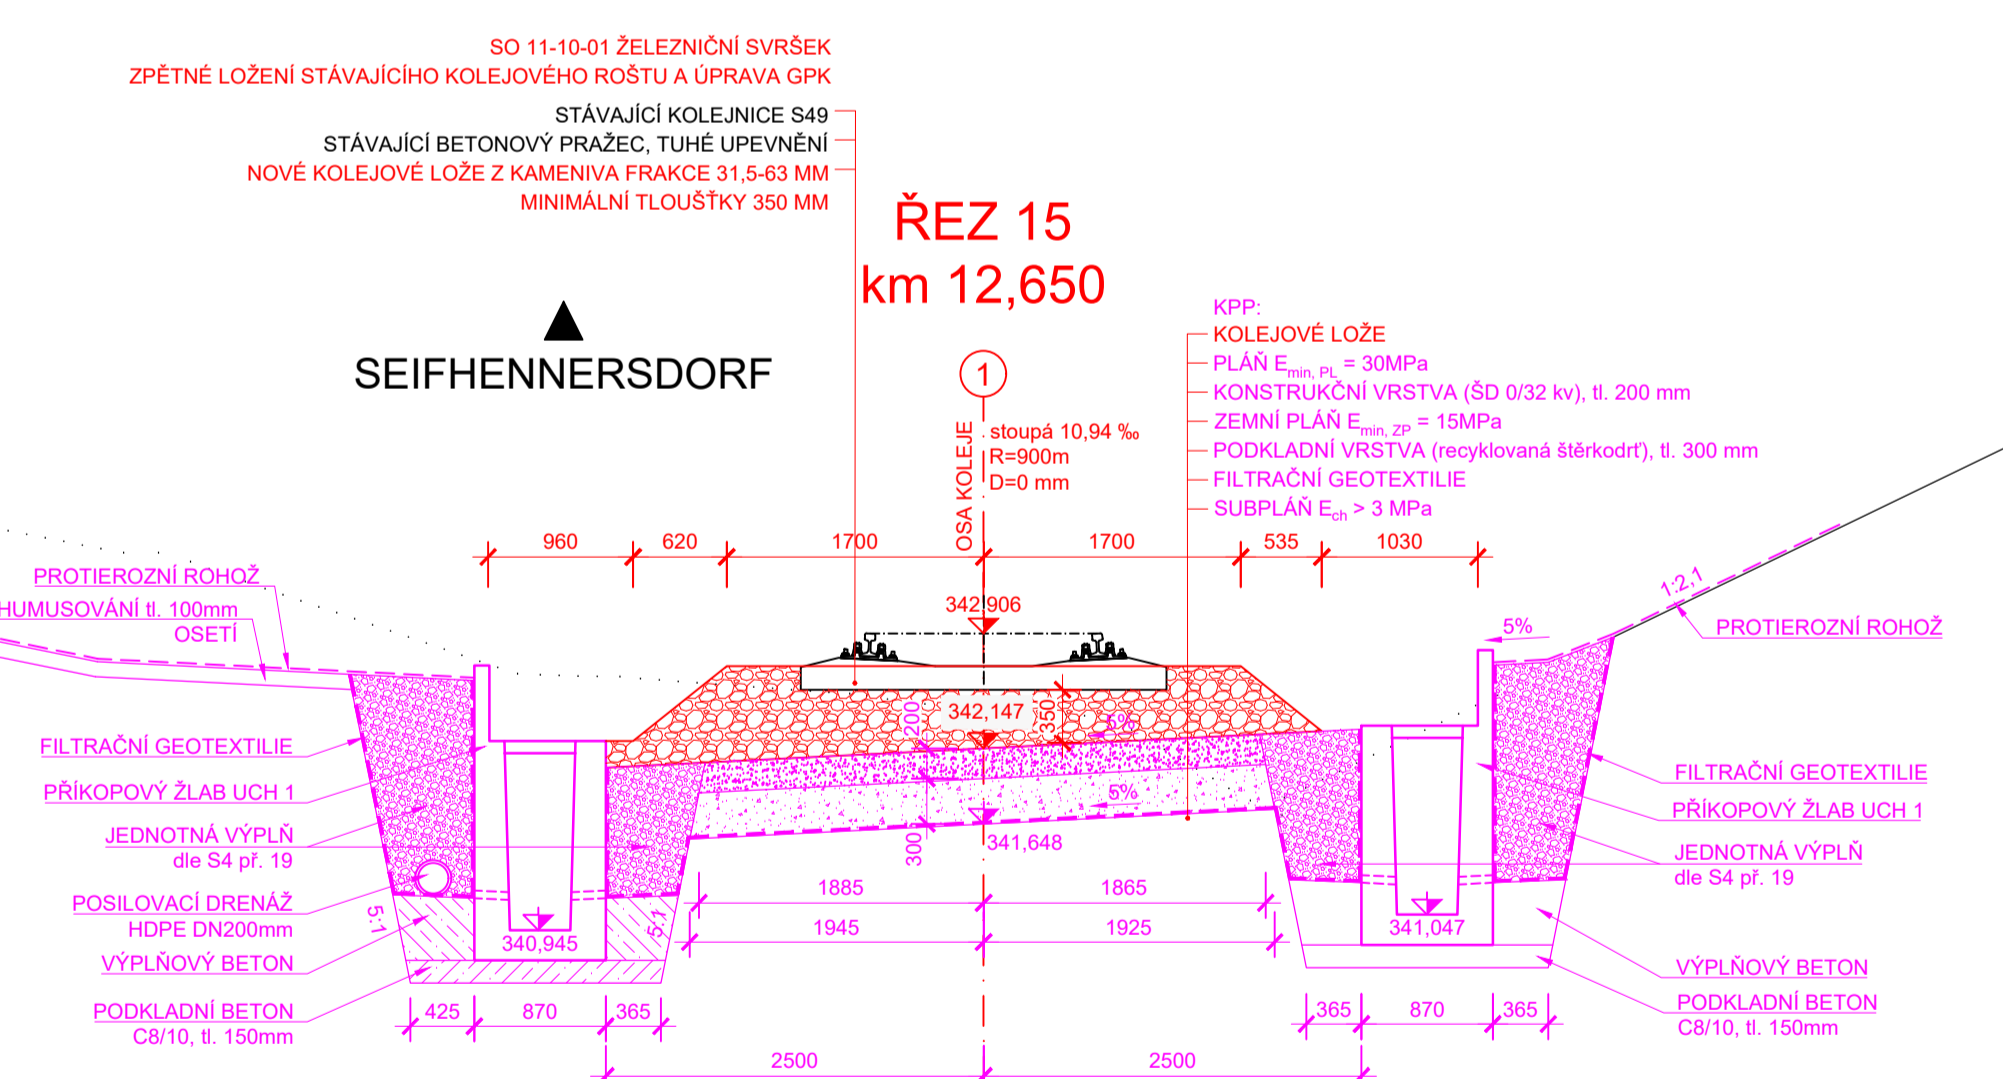 SO 11-10-01 ŽELEZNIČNÍ SVRŠEK
ZPĚTNÉ LOŽENÍ STÁVAJÍCÍHO KOLEJOVÉHO ROŠTU A ÚPRAVA GPK
STÁVAJÍCÍ KOLEJNICE S49
STÁVAJÍCÍ BETONOVÝ PRAŽEC, TUHÉ UPEVNĚNÍ
NOVÉ KOLEJOVÉ LOŽE Z KAMENIVA FRAKCE 31,5-63 MM
MINIMÁLNÍ TLOUŠŤKY 350 MM
ŘEZ 15
km 12,650
SEIFHENNERSDORF
1
OSA KOLEJE
stoupá 10,94 ‰
R=900m
D=0 mm
KPP:
KOLEJOVÉ LOŽE
PLÁŇ Emin, PL = 30MPa
KONSTRUKČNÍ VRSTVA (ŠD 0/32 kv), tl. 200 mm
ZEMNÍ PLÁŇ Emin, ZP = 15MPa
PODKLADNÍ VRSTVA (recyklovaná štěrkodrť), tl. 300 mm
FILTRAČNÍ GEOTEXTILIE
SUBPLÁŇ Ech > 3 MPa
960 620 1700 1700 535 1030
PROTIEROZNÍ ROHOŽ
HUMUSOVÁNÍ tl. 100mm
OSETÍ
FILTRAČNÍ GEOTEXTILIE
PŘÍKOPOVÝ ŽLAB UCH 1
JEDNOTNÁ VÝPLŇ
dle S4 př. 19
POSILOVACÍ DRENÁŽ
HDPE DN200mm
VÝPLŇOVÝ BETON
PODKLADNÍ BETON
C8/10, tl. 150mm
342,906
342,147
200
350
5%
5%
300
341,648
1885 1865
1945 1925
5:1
5:1
340,945
341,047
425 870 365
365 870 365
2500 2500
5%
1:2,1
PROTIEROZNÍ ROHOŽ
FILTRAČNÍ GEOTEXTILIE
PŘÍKOPOVÝ ŽLAB UCH 1
JEDNOTNÁ VÝPLŇ
dle S4 př. 19
VÝPLŇOVÝ BETON
PODKLADNÍ BETON
C8/10, tl. 150mm